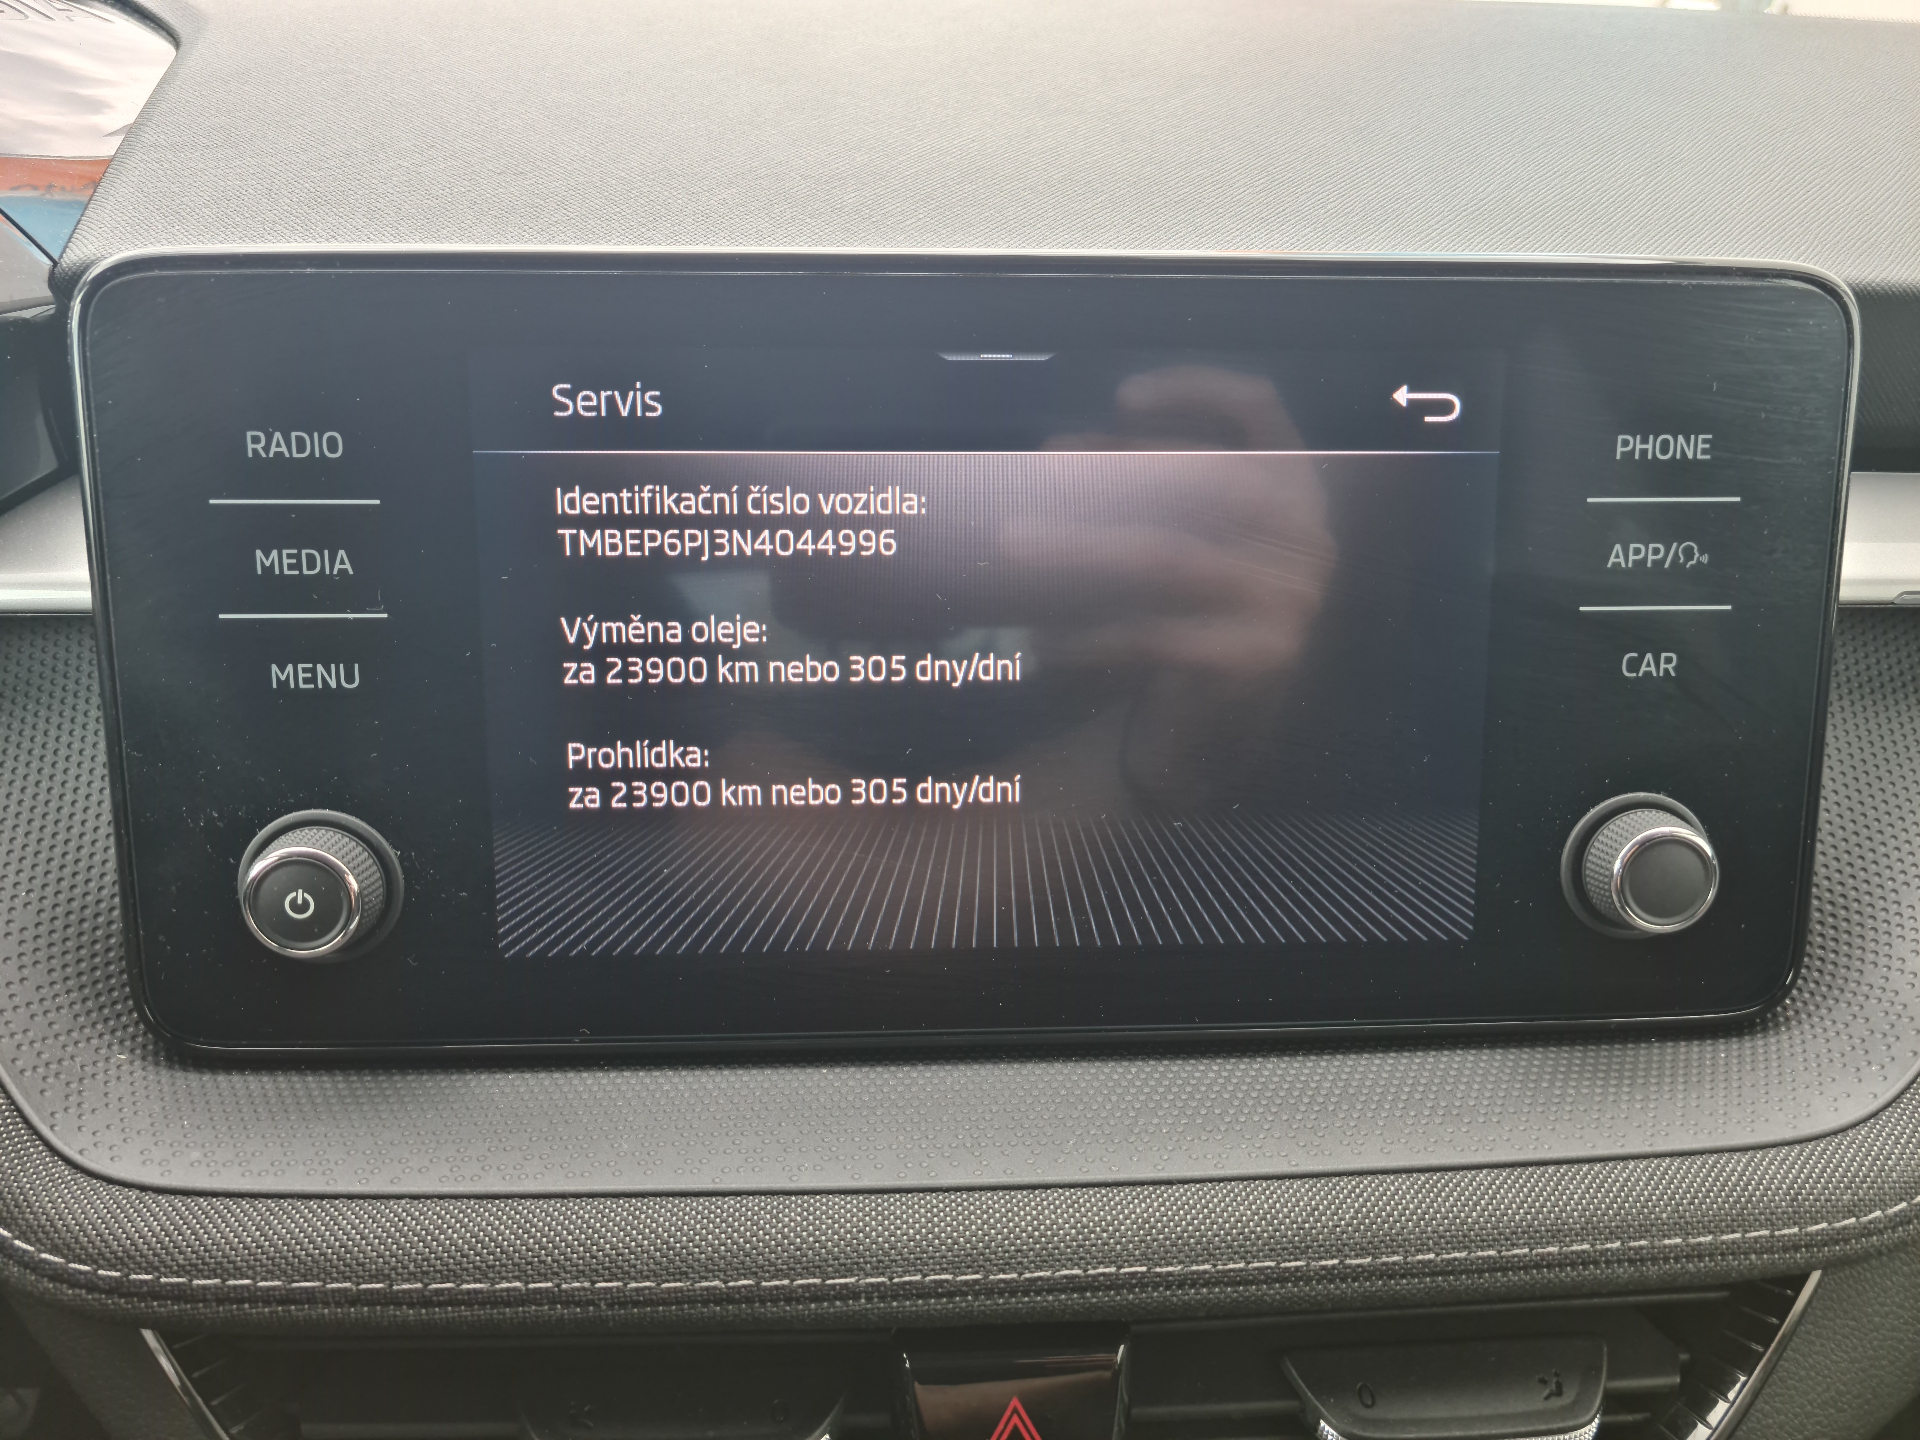 Servis
RADIO
MEDIA
MENU
Identifikační číslo vozidla:
TMBEP6PJ3N4044996
Výměna oleje:
za 23900 km nebo 305 dny/dní
Prohlídka:
za 23900 km nebo 305 dny/dní
PHONE
APP/
CAR
0